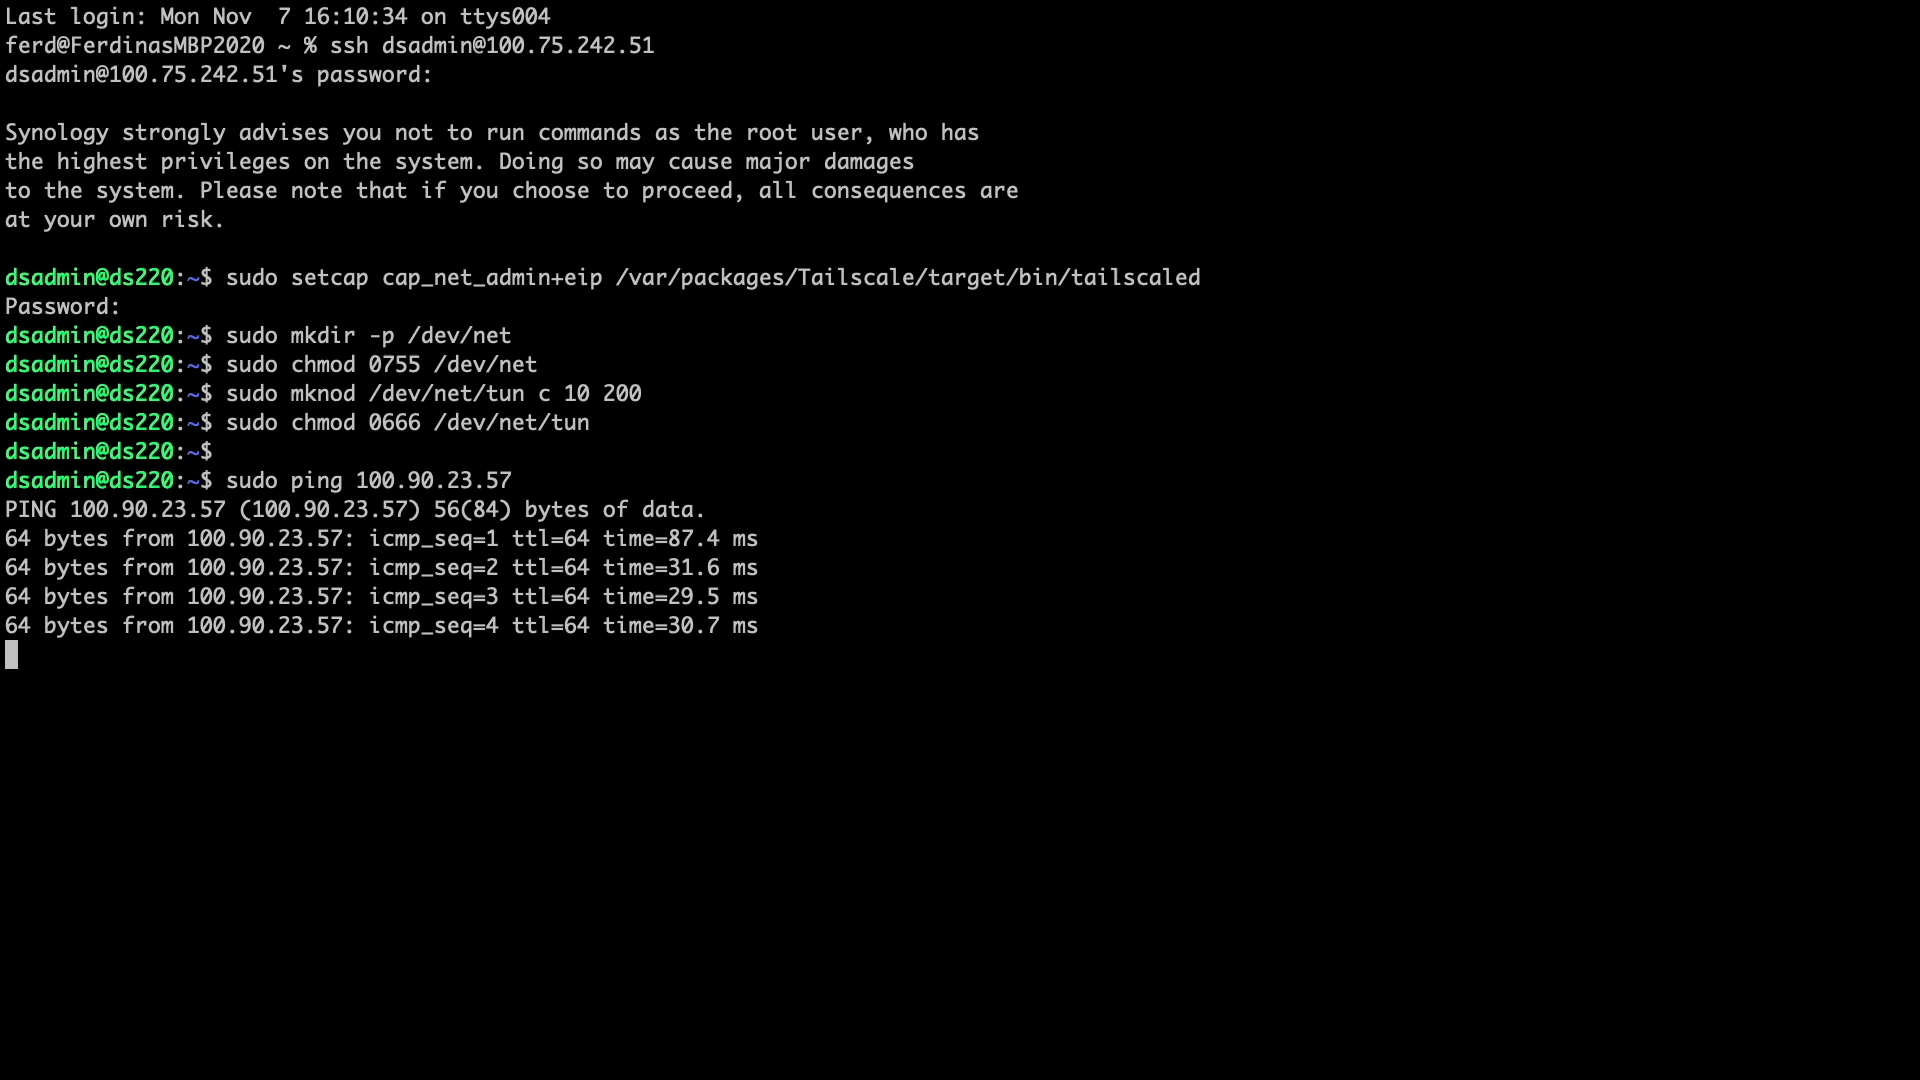 Last login: Mon Nov  7 16:10:34 on ttys004
ferd@FerdinasMBP2020 ~ % ssh dsadmin@100.75.242.51
dsadmin@100.75.242.51's password:
Synology strongly advises you not to run commands as the root user, who has
the highest privileges on the system. Doing so may cause major damages
to the system. Please note that if you choose to proceed, all consequences are
at your own risk.
dsadmin@ds220:~$ sudo setcap cap_net_admin+eip /var/packages/Tailscale/target/bin/tailscaled
Password:
dsadmin@ds220:~$ sudo mkdir -p /dev/net
dsadmin@ds220:~$ sudo chmod 0755 /dev/net
dsadmin@ds220:~$ sudo mknod /dev/net/tun c 10 200
dsadmin@ds220:~$ sudo chmod 0666 /dev/net/tun
dsadmin@ds220:~$
dsadmin@ds220:~$ sudo ping 100.90.23.57
PING 100.90.23.57 (100.90.23.57) 56(84) bytes of data.
64 bytes from 100.90.23.57: icmp_seq=1 ttl=64 time=87.4 ms
64 bytes from 100.90.23.57: icmp_seq=2 ttl=64 time=31.6 ms
64 bytes from 100.90.23.57: icmp_seq=3 ttl=64 time=29.5 ms
64 bytes from 100.90.23.57: icmp_seq=4 ttl=64 time=30.7 ms